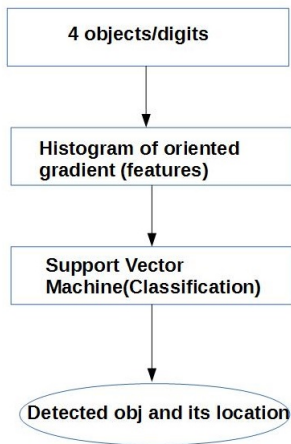 4 objects/digits
Histogram of oriented
gradient (features)
Support Vector
Machine(Classification)
Detected obj and its location